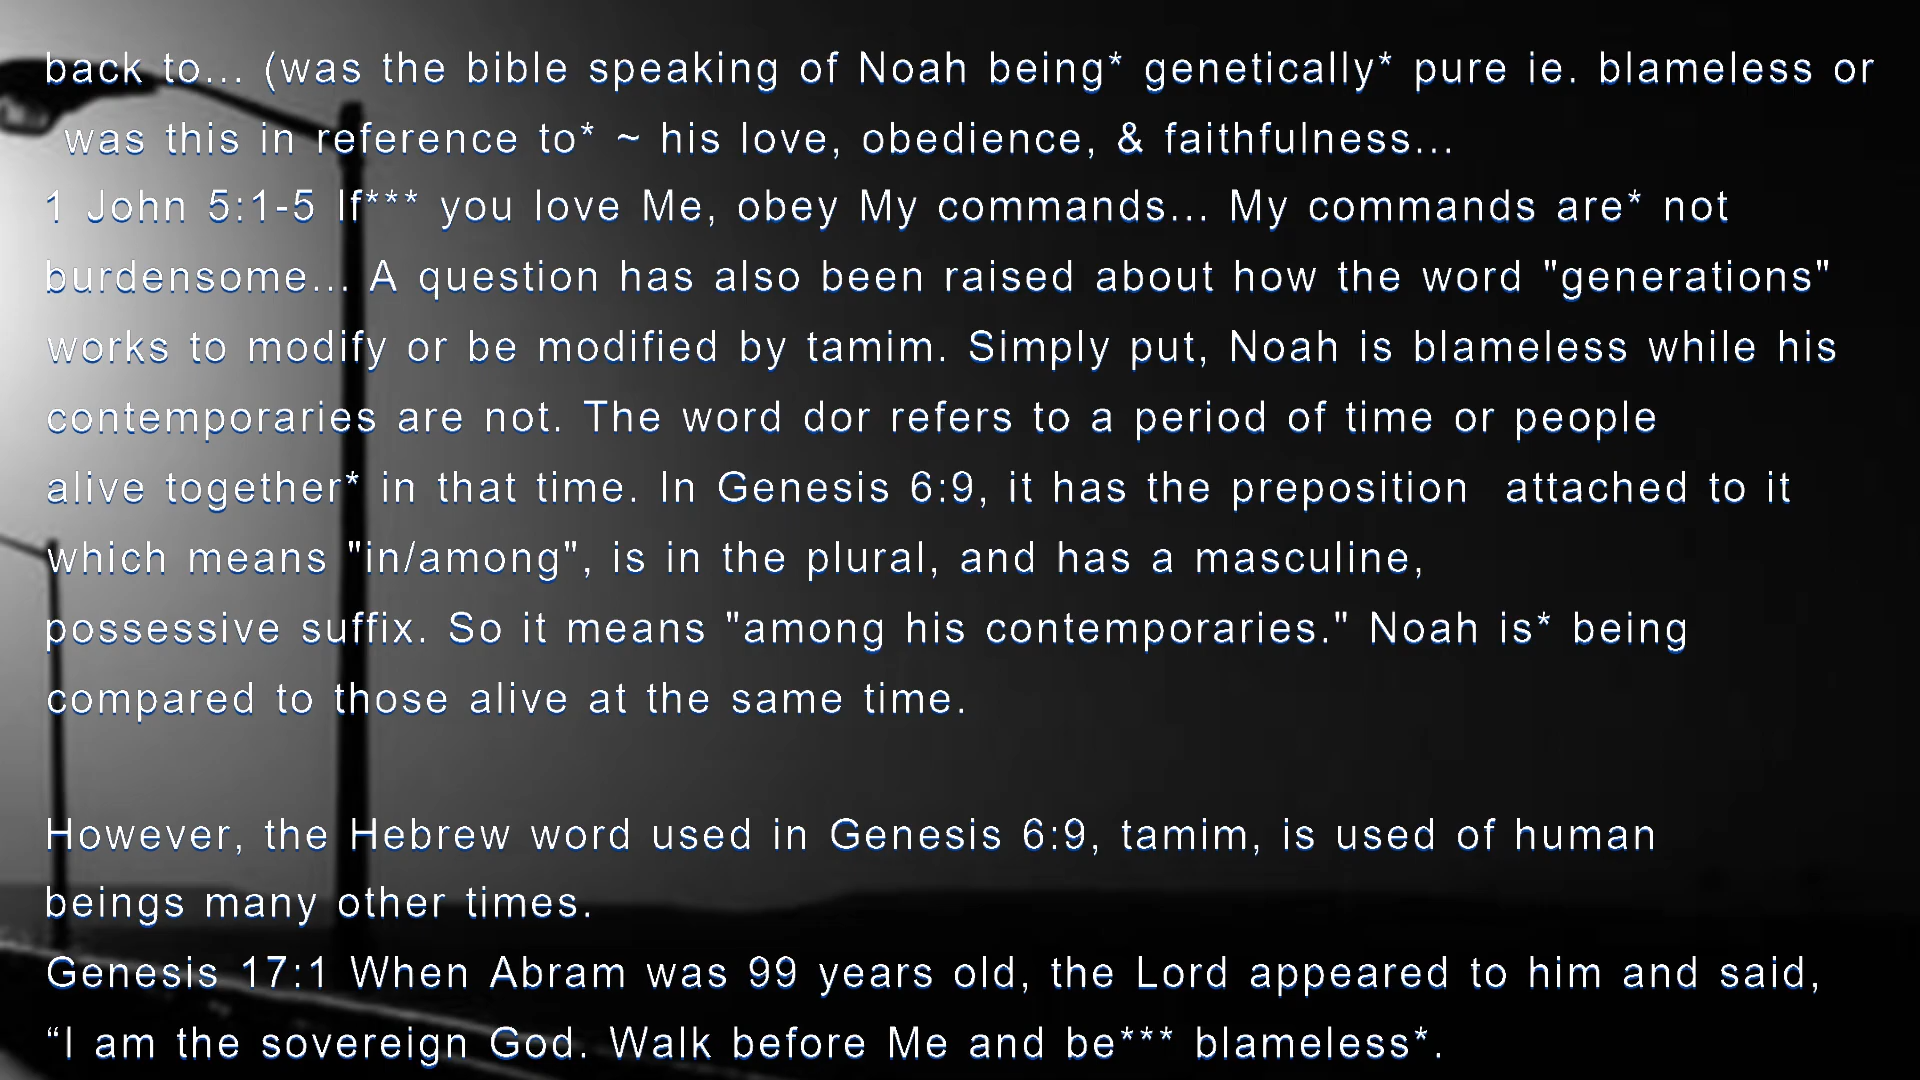 back to... (was the bible speaking of Noah being* genetically* pure ie. blameless or
was this in reference to* ~ his love, obedience, & faithfulness...
1 John 5:1-5 If*** you love Me, obey My commands... My commands are* not
burdensome... A question has also been raised about how the word "generations"
works to modify or be modified by tamim. Simply put, Noah is blameless while his
contemporaries are not. The word dor refers to a period of time or people
alive together* in that time. In Genesis 6:9, it has the preposition  attached to it
which means "in/among", is in the plural, and has a masculine,
possessive suffix. So it means "among his contemporaries." Noah is* being
compared to those alive at the same time.
However, the Hebrew word used in Genesis 6:9, tamim, is used of human
beings many other times.
Genesis 17:1 When Abram was 99 years old, the Lord appeared to him and said,
“I am the sovereign God. Walk before Me and be*** blameless*.